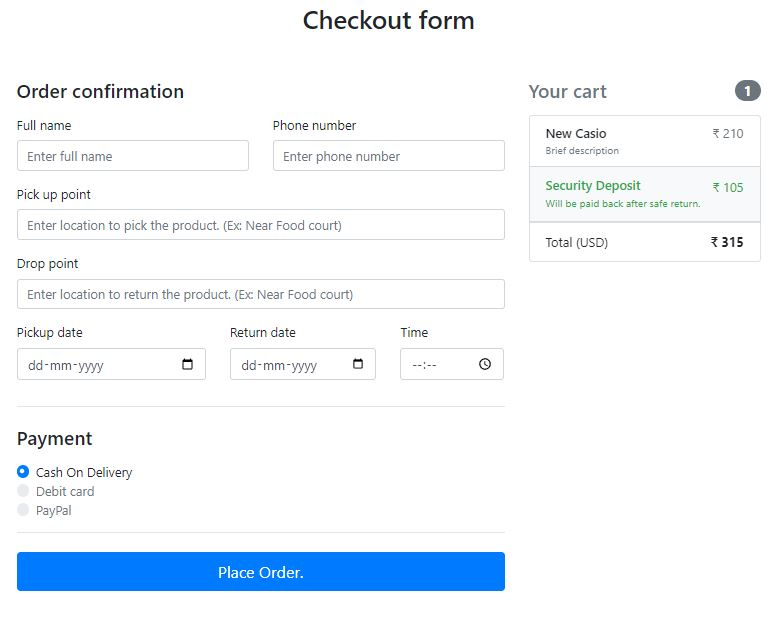 Checkout form
Order confirmation
Full name Phone number
Enter full name Enter phone number
Pick up point
Enter location to pick the product. (Ex: Near Food court)
Drop point
Enter location to return the product. (Ex: Near Food court)
Pickup date Return date Time
dd-mm-yyyy dd-mm-yyyy --:--
Payment
Cash On Delivery
Debit card
PayPal
Place Order.
Your cart 1
New Casio ₹ 210
Brief description
Security Deposit ₹ 105
Will be paid back after safe return.
Total (USD) ₹ 315